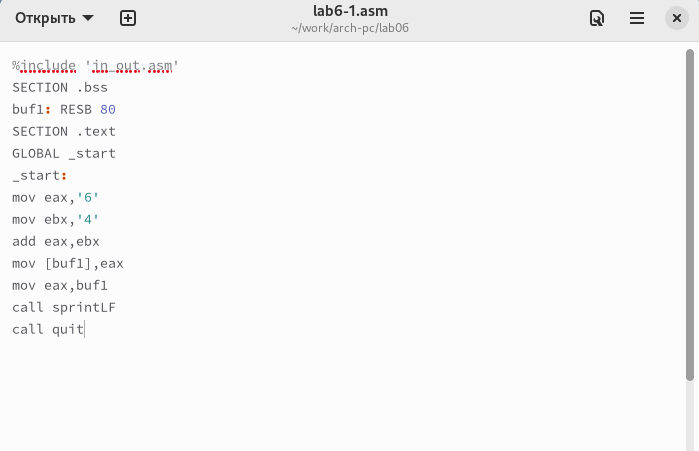 Открыть
lab6-1.asm
~/work/arch-pc/lab06
%include 'in_out.asm'
SECTION .bss
buf1: RESB 80
SECTION .text
GLOBAL _start
_start:
mov eax,'6'
mov ebx,'4'
add eax,ebx
mov [buf1],eax
mov eax,buf1
call sprintLF
call quit